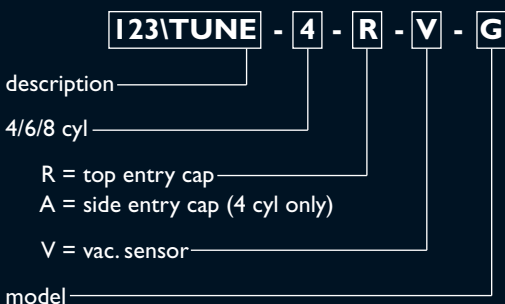 123\TUNE - 4 - R - V - G
description
4/6/8 cyl
R = top entry cap
A = side entry cap (4 cyl only)
V = vac. sensor
model